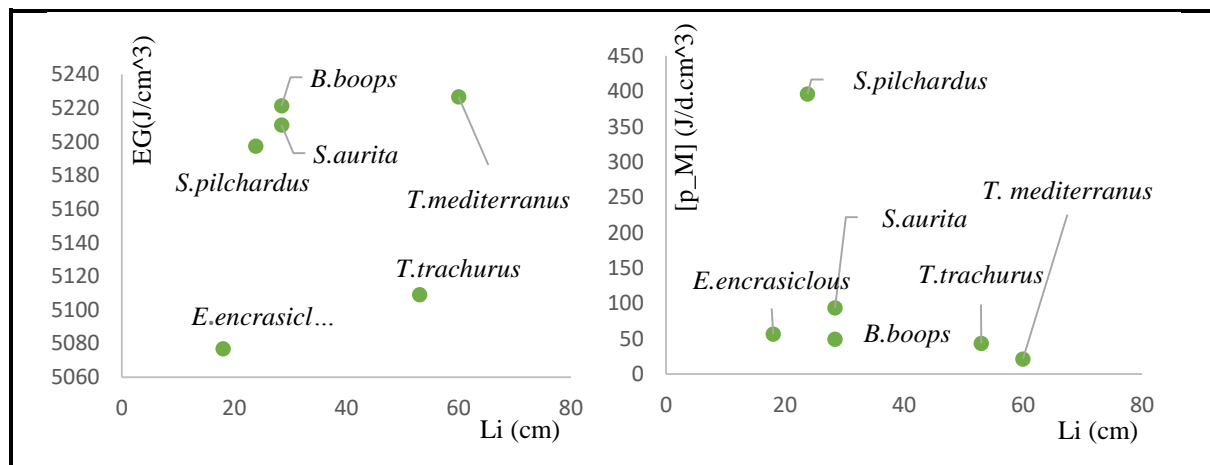 EG(J/cm^3)
5240
5220
5200
5180
5160
5140
5120
5100
5080
5060
B.boops
S.aurita
S.pilchardus
T.mediterranus
T.trachurus
E.encrasicl...
0 20 40 60 80
Li (cm)
[p_M] (J/d.cm^3)
450
400
350
300
250
200
150
100
50
0
S.pilchardus
T. mediterranus
S.aurita
E.encrasiclous
T.trachurus
B.boops
0 20 40 60 80
Li (cm)